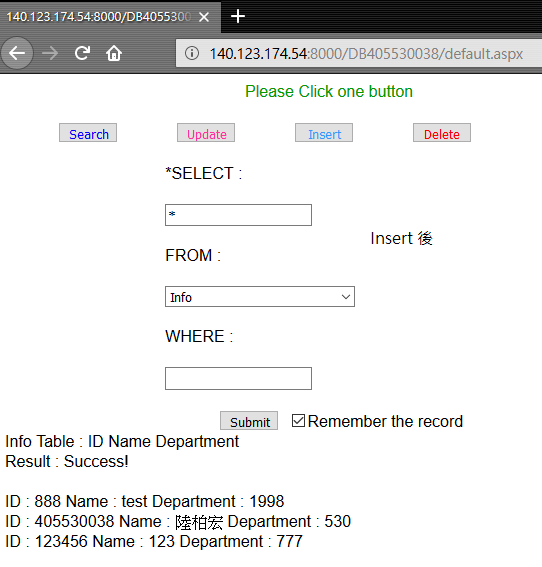 140.123.174.54:8000/DB40553003
140.123.174.54:8000/DB405530038/default.aspx
Please Click one button
Search Update Insert Delete
*SELECT :
*
Insert 後
FROM :
Info
WHERE :
Submit Remember the record
Info Table : ID Name Department
Result : Success!
ID : 888 Name : test Department : 1998
ID : 405530038 Name : 陸柏宏 Department : 530
ID : 123456 Name : 123 Department : 777